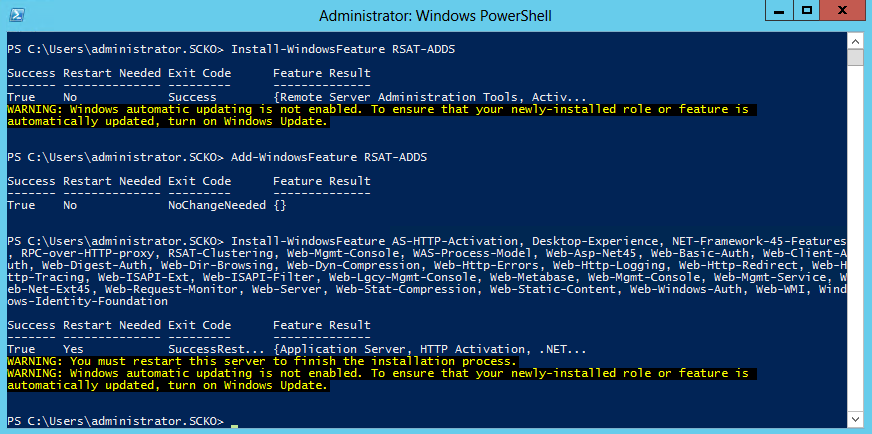 Administrator: Windows PowerShell
PS C:\Users\administrator.SCKO> Install-WindowsFeature RSAT-ADDS
Success Restart Needed Exit Code      Feature Result
------- -------------- ---------      --------------
True    No             Success        {Remote Server Administration Tools, Activ...
WARNING: Windows automatic updating is not enabled. To ensure that your newly-installed role or feature is
automatically updated, turn on Windows Update.
PS C:\Users\administrator.SCKO> Add-WindowsFeature RSAT-ADDS
Success Restart Needed Exit Code      Feature Result
------- -------------- ---------      --------------
True    No             NoChangeNeeded {}
PS C:\Users\administrator.SCKO> Install-WindowsFeature AS-HTTP-Activation, Desktop-Experience, NET-Framework-45-Features
, RPC-over-HTTP-proxy, RSAT-Clustering, Web-Mgmt-Console, WAS-Process-Model, Web-Asp-Net45, Web-Basic-Auth, Web-Client-A
uth, Web-Digest-Auth, Web-Dir-Browsing, Web-Dyn-Compression, Web-Http-Errors, Web-Http-Logging, Web-Http-Redirect, Web-H
ttp-Tracing, Web-ISAPI-Ext, Web-ISAPI-Filter, Web-Lgcy-Mgmt-Console, Web-Metabase, Web-Mgmt-Console, Web-Mgmt-Service, W
eb-Net-Ext45, Web-Request-Monitor, Web-Server, Web-Stat-Compression, Web-Static-Content, Web-Windows-Auth, Web-WMI, Wind
ows-Identity-Foundation
Success Restart Needed Exit Code      Feature Result
------- -------------- ---------      --------------
True    Yes            SuccessRest... {Application Server, HTTP Activation, .NET...
WARNING: You must restart this server to finish the installation process.
WARNING: Windows automatic updating is not enabled. To ensure that your newly-installed role or feature is
automatically updated, turn on Windows Update.
PS C:\Users\administrator.SCKO> _